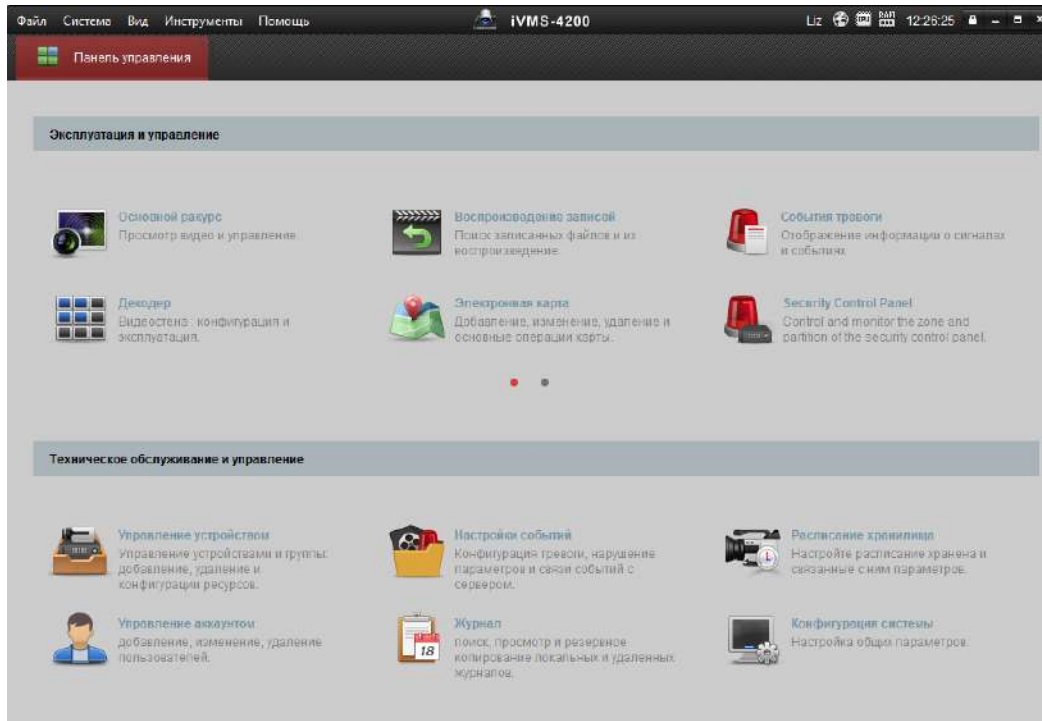 Файл Система Вид Инструменты Помощь iVMS-4200 Liz CPU RAM 12:26:25
Панель управления
Эксплуатация и управление
Основной ракурс
Просмотр видео и управление.
Воспроизведение записей
Поиск записанных файлов и их
воспроизведение.
События тревоги
Отображение информации о сигналах
и событиях
Декодер
Видеостена : конфигурация и
эксплуатация.
Электронная карта
Добавление, изменение, удаление и
основные операции карты.
Security Control Panel
Control and monitor the zone and
partition of the security control panel.
Техническое обслуживание и управление
Управление устройством
Управление устройствами и группы:
добавление, удаление и
конфигурации ресурсов.
Настройки событий
Конфигурация тревоги, нарушение
параметров и связи событий с
сервером.
Расписание хранилища
Настройте расписание хранена и
связанные с ним параметров.
Управление аккаунтом
добавление, изменение, удаление
пользователей.
Журнал
поиск, просмотр и резервное
копирование локальных и удаленных
журналов.
18
Конфигурация системы
Настройка общих параметров.